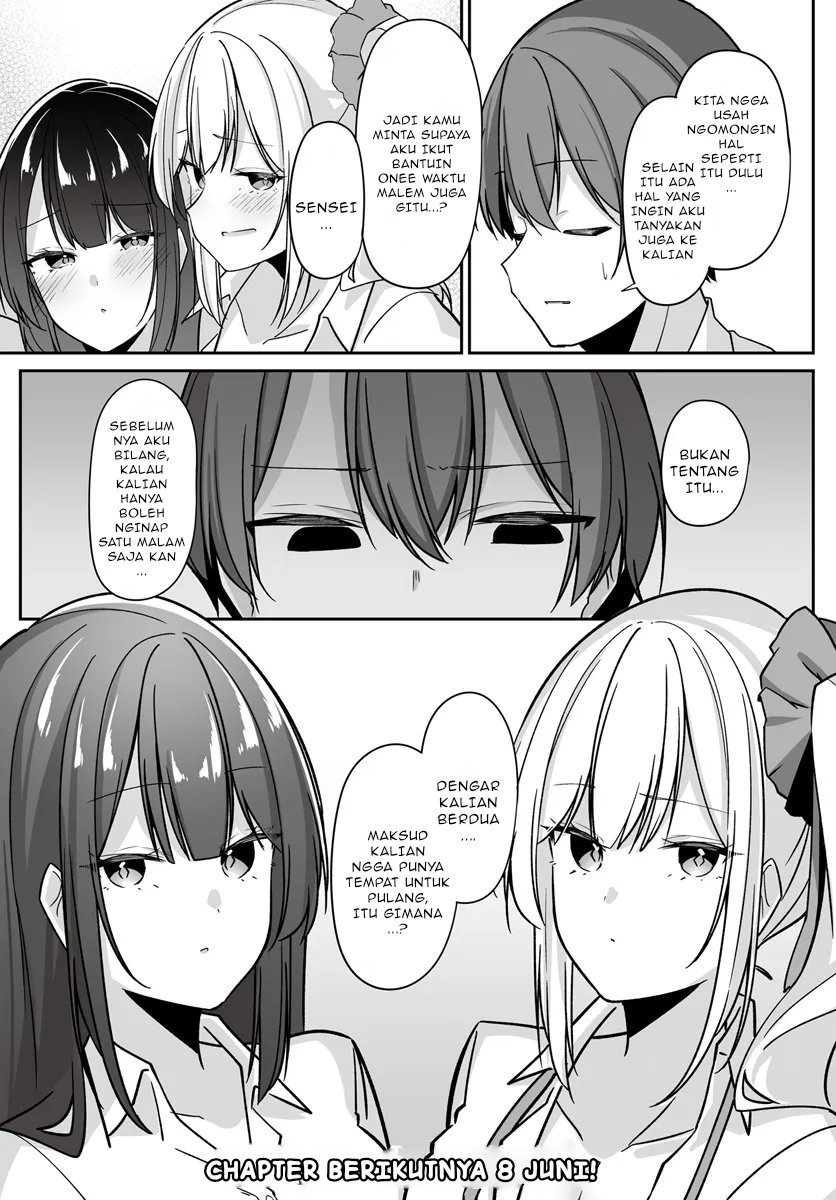 KITA NGGA
USAH
NGOMONGIN
HAL
SEPERTI
ITU DULU
...
SELAIN
ITU ADA
HAL YANG
INGIN AKU
TANYAKAN
JUGA KE
KALIAN
JADI KAMU
MINTA SUPAYA
AKU IKUT
BANTUIN
ONEE WAKTU
MALEM JUGA
GITU...?
SENSEI
...
BUKAN
TENTANG
ITU...
SEBELUM
NYA AKU
BILANG,
KALAU
KALIAN
HANYA
BOLEH
NGINAP
SATU MALAM
SAJA KAN
...
DENGAR
KALIAN
BERDUA
....
MAKSUD
KALIAN
NGGA PUNYA
TEMPAT UNTUK
PULANG,
ITU GIMANA
...?
CHAPTER BERIKUTNYA 8 JUNI!